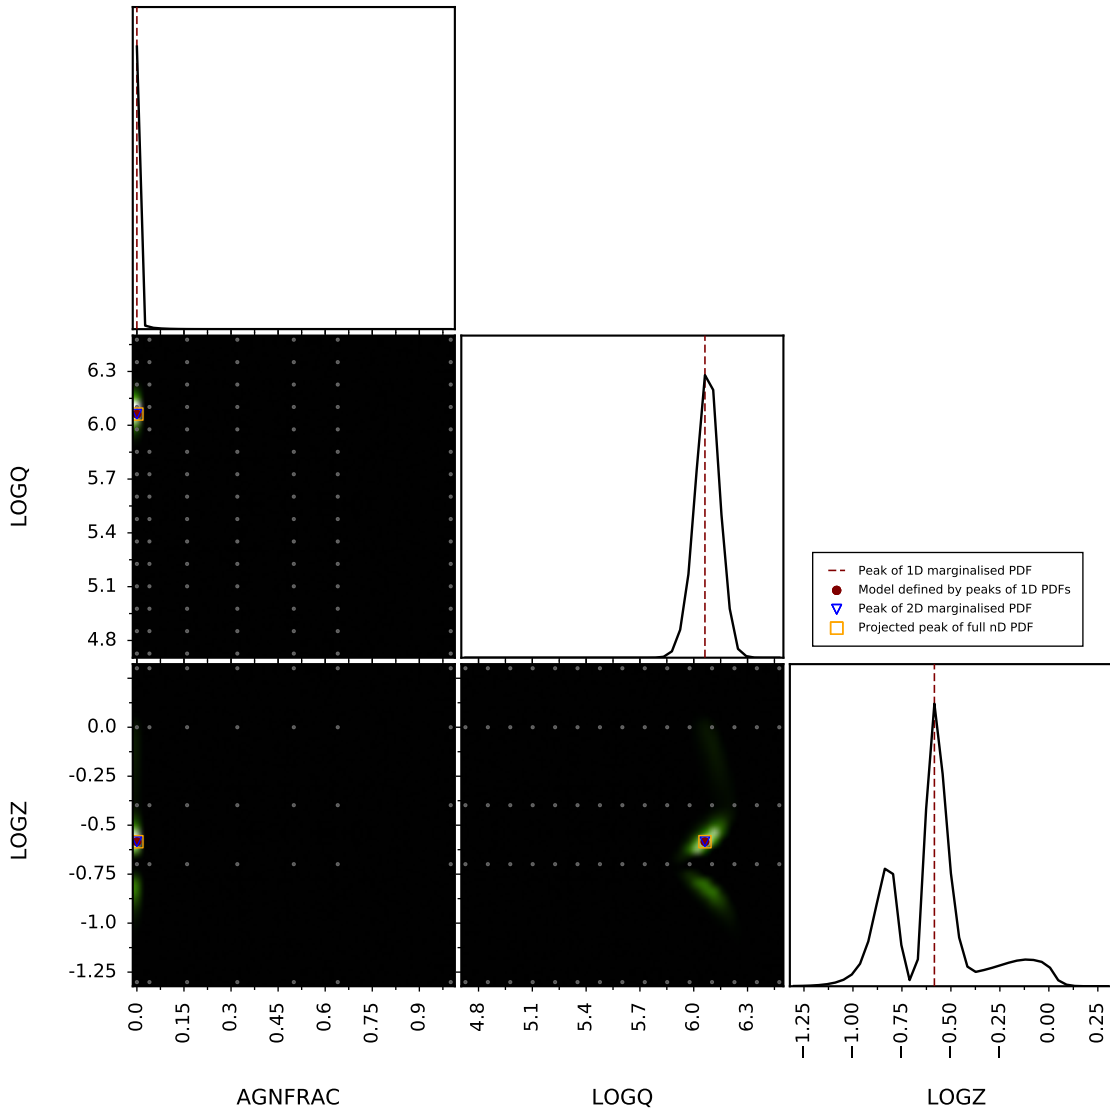 6.3
6.0
5.7
5.4
5.1
4.8
LOGQ
Peak of 1D marginalised PDF
Model defined by peaks of 1D PDFs
Peak of 2D marginalised PDF
Projected peak of full nD PDF
0.0
-0.25
-0.5
-0.75
-1.0
-1.25
LOGZ
0.0 0.15 0.3 0.45 0.6 0.75 0.9
4.8 5.1 5.4 5.7 6.0 6.3
−1.25 −1.00 −0.75 −0.50 −0.25 0.00 0.25
AGNFRAC
LOGQ
LOGZ